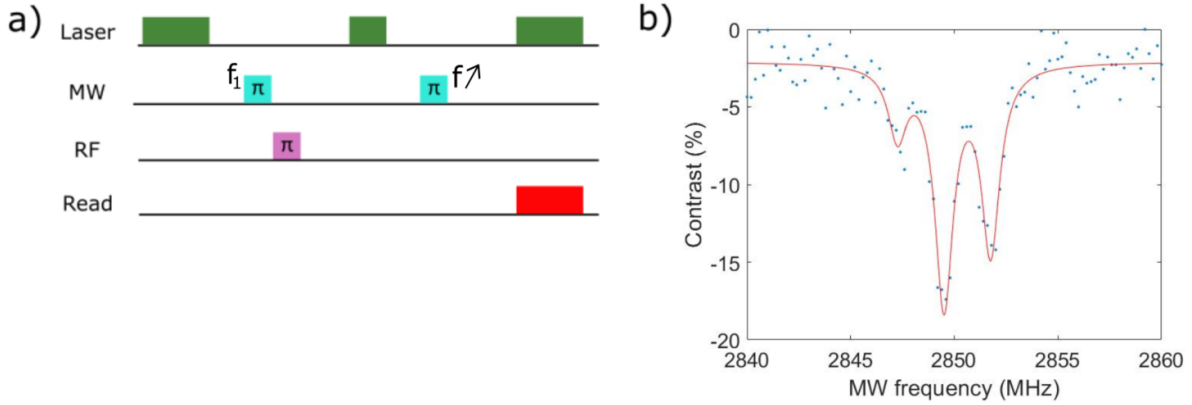 a)
Laser
MW
f1 π
π f↗
RF
π
Read
b)
Contrast (%)
0
-5
-10
-15
-20
2840 2845 2850 2855 2860
MW frequency (MHz)